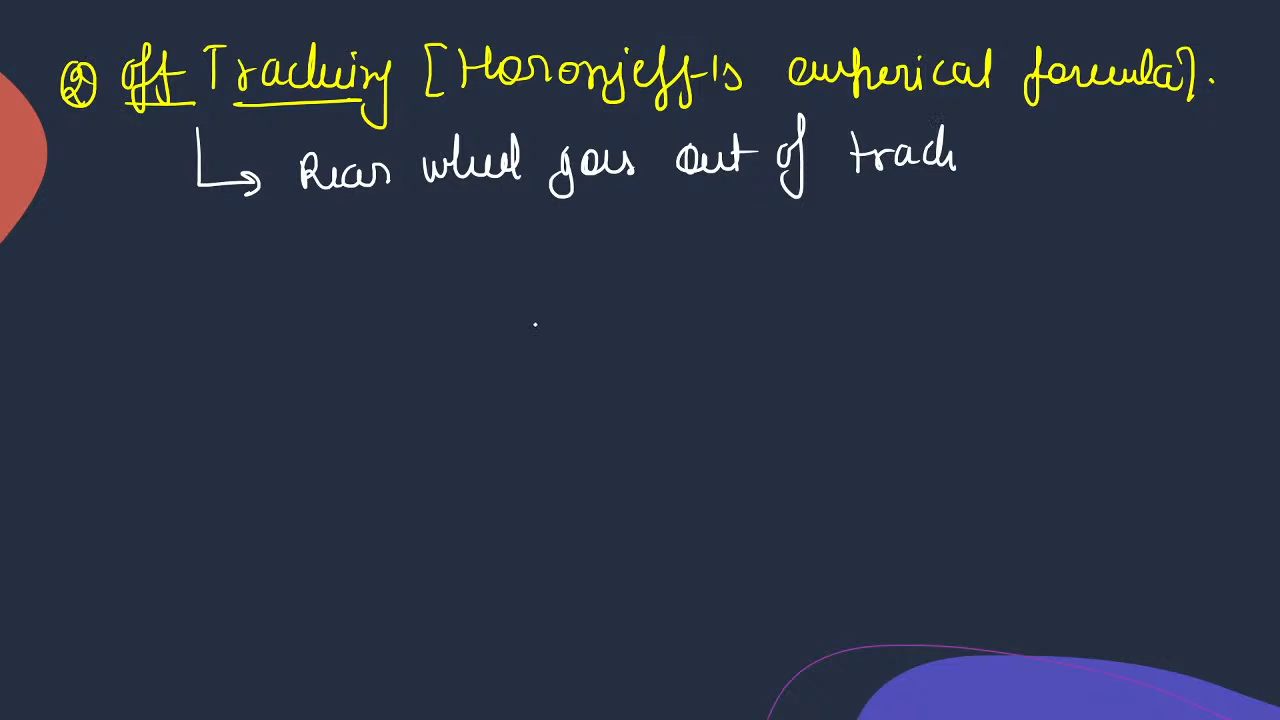 ② Off Tracking [Horonjeff's emperical formula].
↳ Rear wheel goes out of track